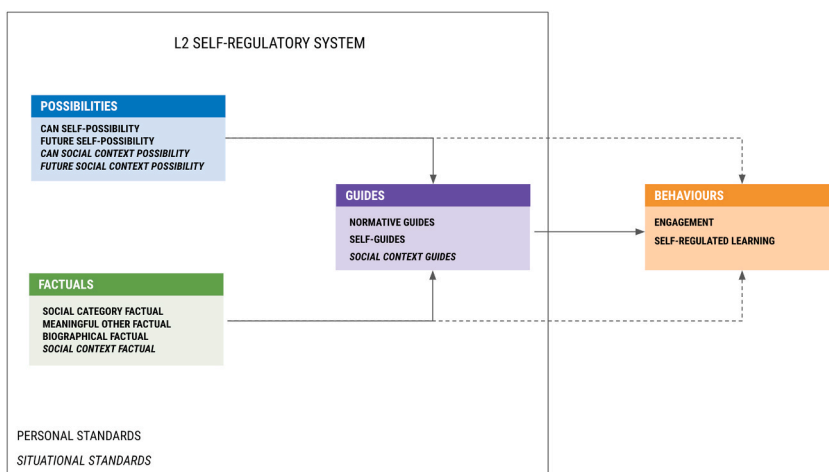 L2 SELF-REGULATORY SYSTEM
POSSIBILITIES
CAN SELF-POSSIBILITY
FUTURE SELF-POSSIBILITY
CAN SOCIAL CONTEXT POSSIBILITY
FUTURE SOCIAL CONTEXT POSSIBILITY
GUIDES
NORMATIVE GUIDES
SELF-GUIDES
SOCIAL CONTEXT GUIDES
BEHAVIOURS
ENGAGEMENT
SELF-REGULATED LEARNING
FACTUALS
SOCIAL CATEGORY FACTUAL
MEANINGFUL OTHER FACTUAL
BIOGRAPHICAL FACTUAL
SOCIAL CONTEXT FACTUAL
PERSONAL STANDARDS
SITUATIONAL STANDARDS